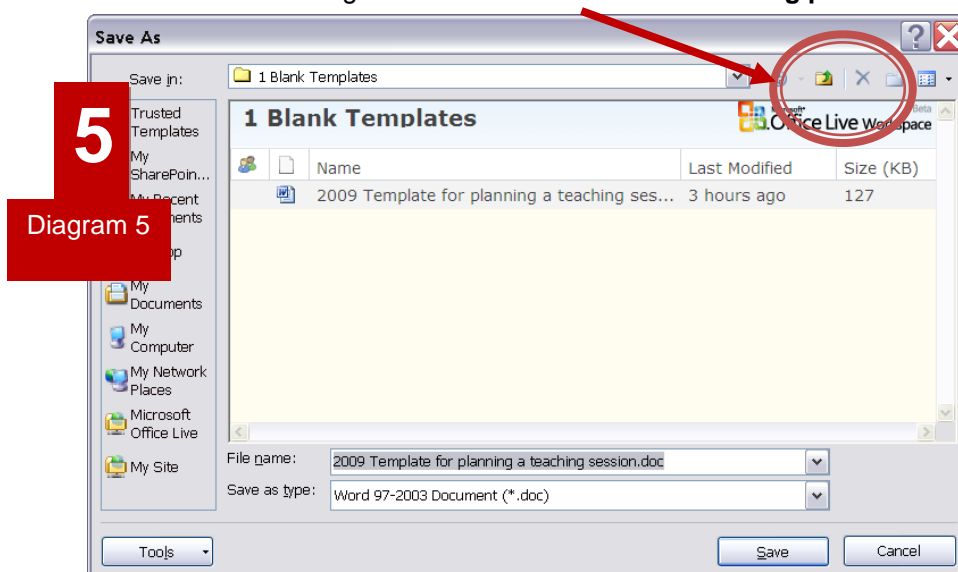 Save As
Save in:
1 Blank Templates
5
Trusted
Templates
My
SharePoin...
Diagram 5
My
Documents
My
Computer
My Network
Places
Microsoft
Office Live
My Site
1 Blank Templates
Microsoft
Office Live Workspace
Beta
Name Last Modified Size (KB)
2009 Template for planning a teaching ses... 3 hours ago 127
File name:
2009 Template for planning a teaching session.doc
Save as type:
Word 97-2003 Document (*.doc)
Tools
Save
Cancel